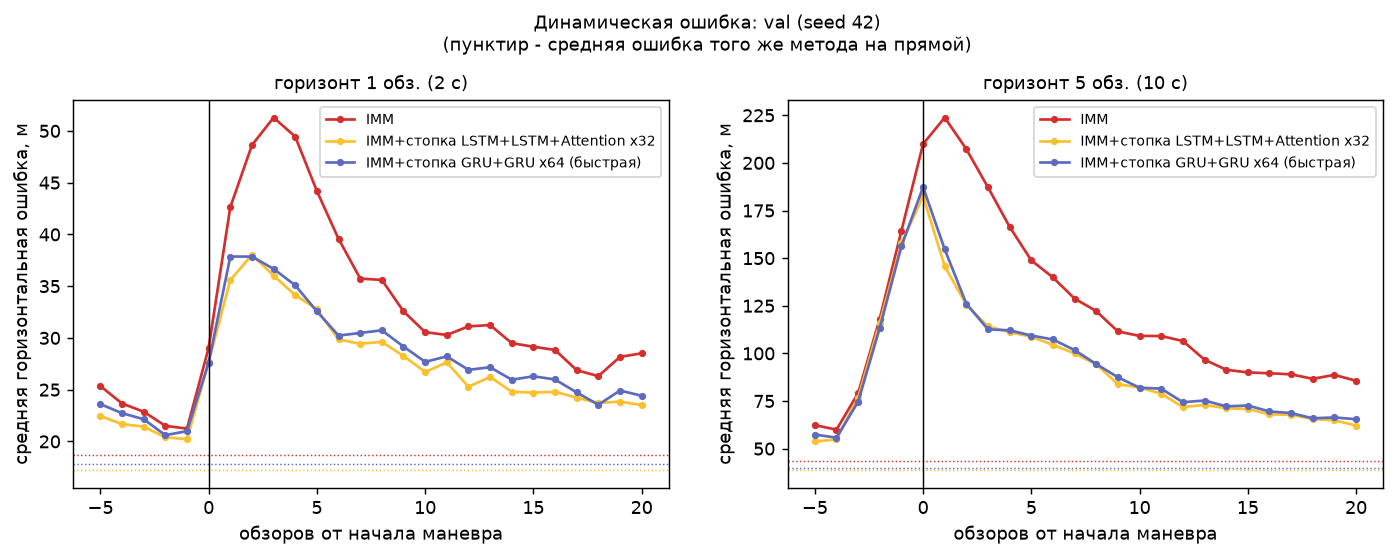 Динамическая ошибка: val (seed 42)
(пунктир - средняя ошибка того же метода на прямой)
горизонт 1 обз. (2 с)
средняя горизонтальная ошибка, м
50
45
40
35
30
25
20
IMM
IMM+стопка LSTM+LSTM+Attention x32
IMM+стопка GRU+GRU x64 (быстрая)
−5
0
5
10
15
20
обзоров от начала маневра
горизонт 5 обз. (10 с)
средняя горизонтальная ошибка, м
225
200
175
150
125
100
75
50
IMM
IMM+стопка LSTM+LSTM+Attention x32
IMM+стопка GRU+GRU x64 (быстрая)
−5
0
5
10
15
20
обзоров от начала маневра